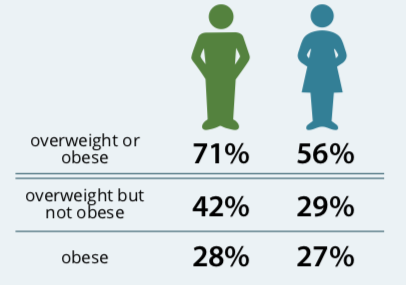 overweight or
obese 71% 56%
overweight but
not obese 42% 29%
obese 28% 27%